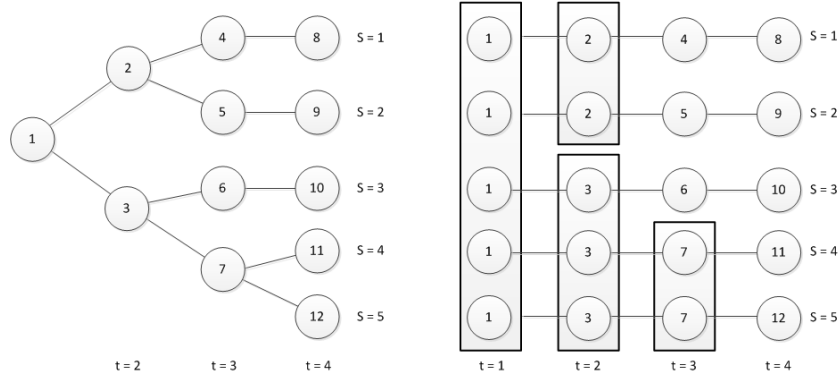 4 8 S = 1
2
5 9 S = 2
1
6 10 S = 3
3
11 S = 4
7
12 S = 5
t = 2 t = 3 t = 4
1 2 4 8 S = 1
1 2 5 9 S = 2
1 3 6 10 S = 3
1 3 7 11 S = 4
1 3 7 12 S = 5
t = 1 t = 2 t = 3 t = 4